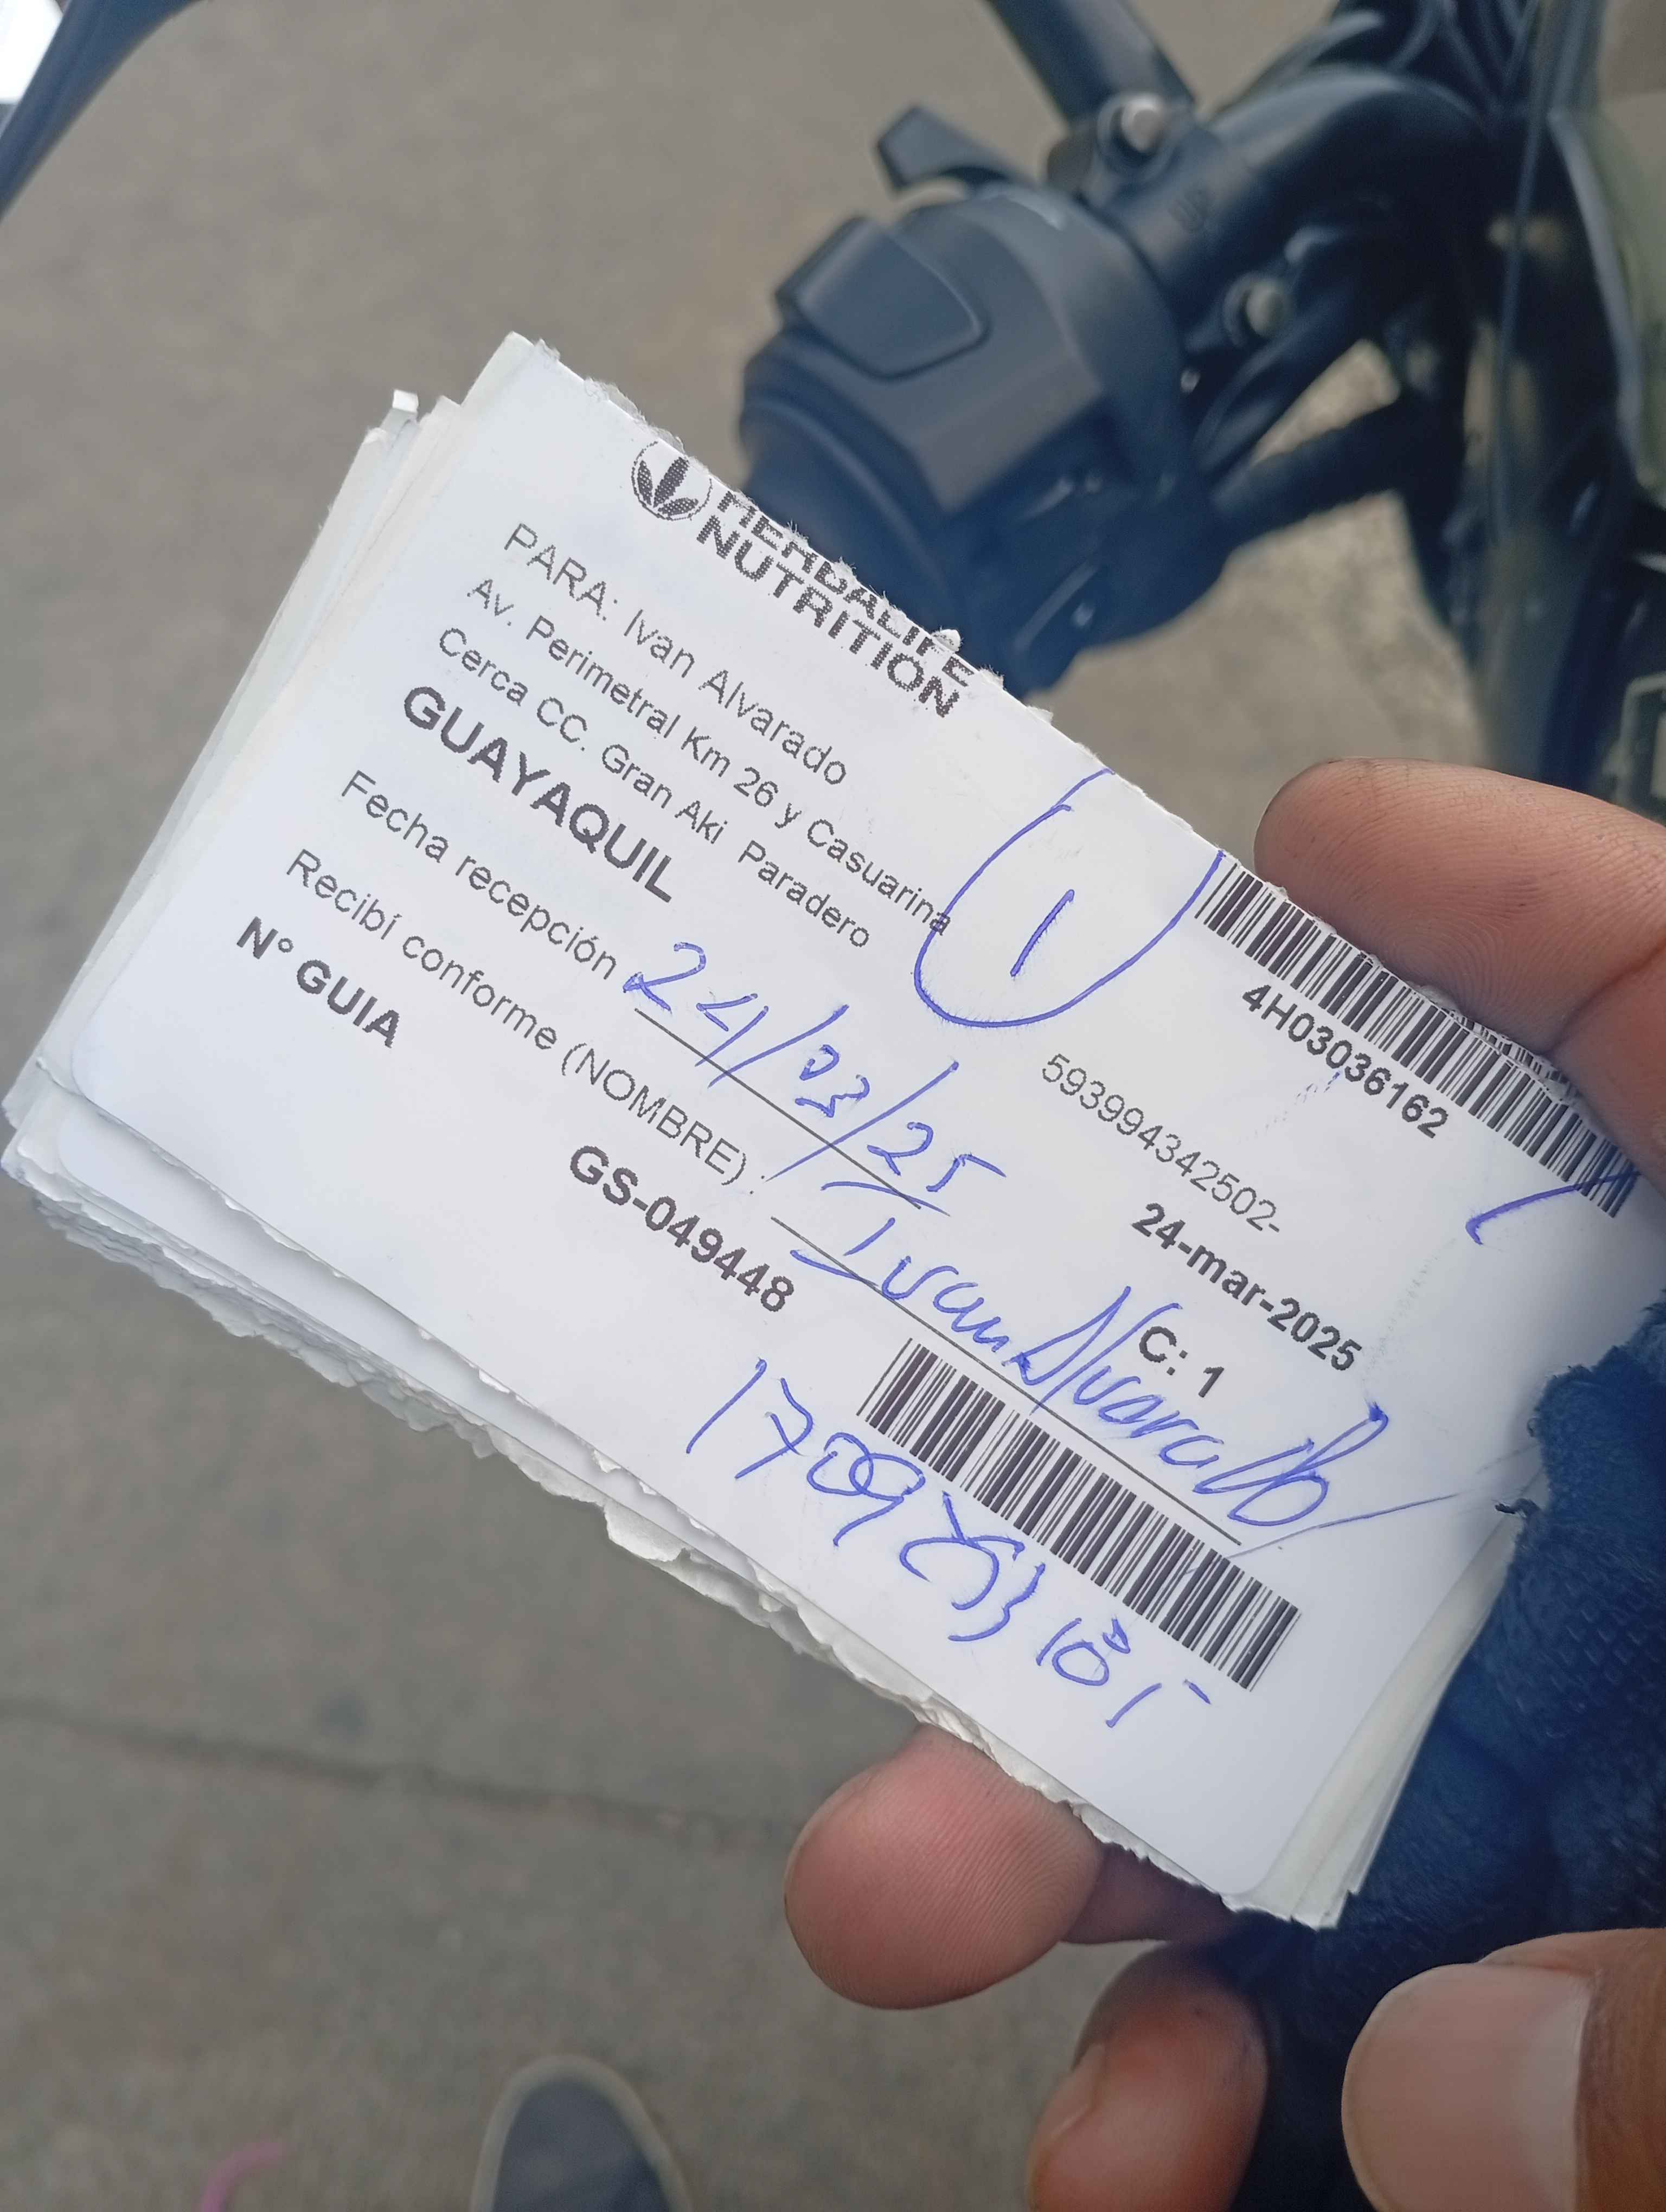 HERBALIFE
NUTRITION
4H03036162
PARA: Ivan Alvarado
593994342502-
Av. Perimetral Km 26 y Casuarina
1
24-mar-2025
Cerca CC. Gran Aki Paradero
GUAYAQUIL
C: 1
Fecha recepción 24/03/25
Recibí conforme (NOMBRE): Ivan Alvarado
N° GUIA GS-049448